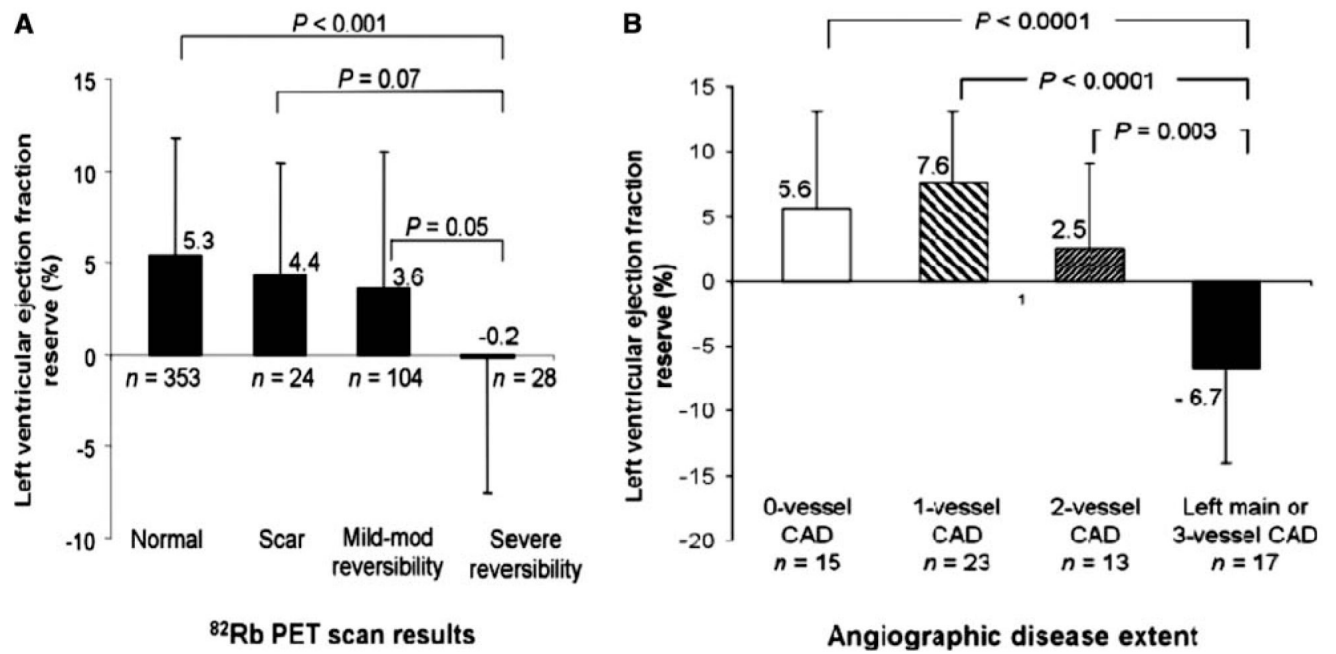 A
P < 0.001
P = 0.07
P = 0.05
Left ventricular ejection fraction
reserve (%)
15
10
5
0
-5
-10
5.3
4.4
3.6
-0.2
n = 353
n = 24
n = 104
n = 28
Normal
Scar
Mild-mod
reversibility
Severe
reversibility
82Rb PET scan results
B
P < 0.0001
P < 0.0001
P = 0.003
Left ventricular ejection fraction
reserve (%)
15
10
5
0
-5
-10
-15
-20
5.6
7.6
2.5
- 6.7
1
0-vessel
CAD
n = 15
1-vessel
CAD
n = 23
2-vessel
CAD
n = 13
Left main or
3-vessel CAD
n = 17
Angiographic disease extent